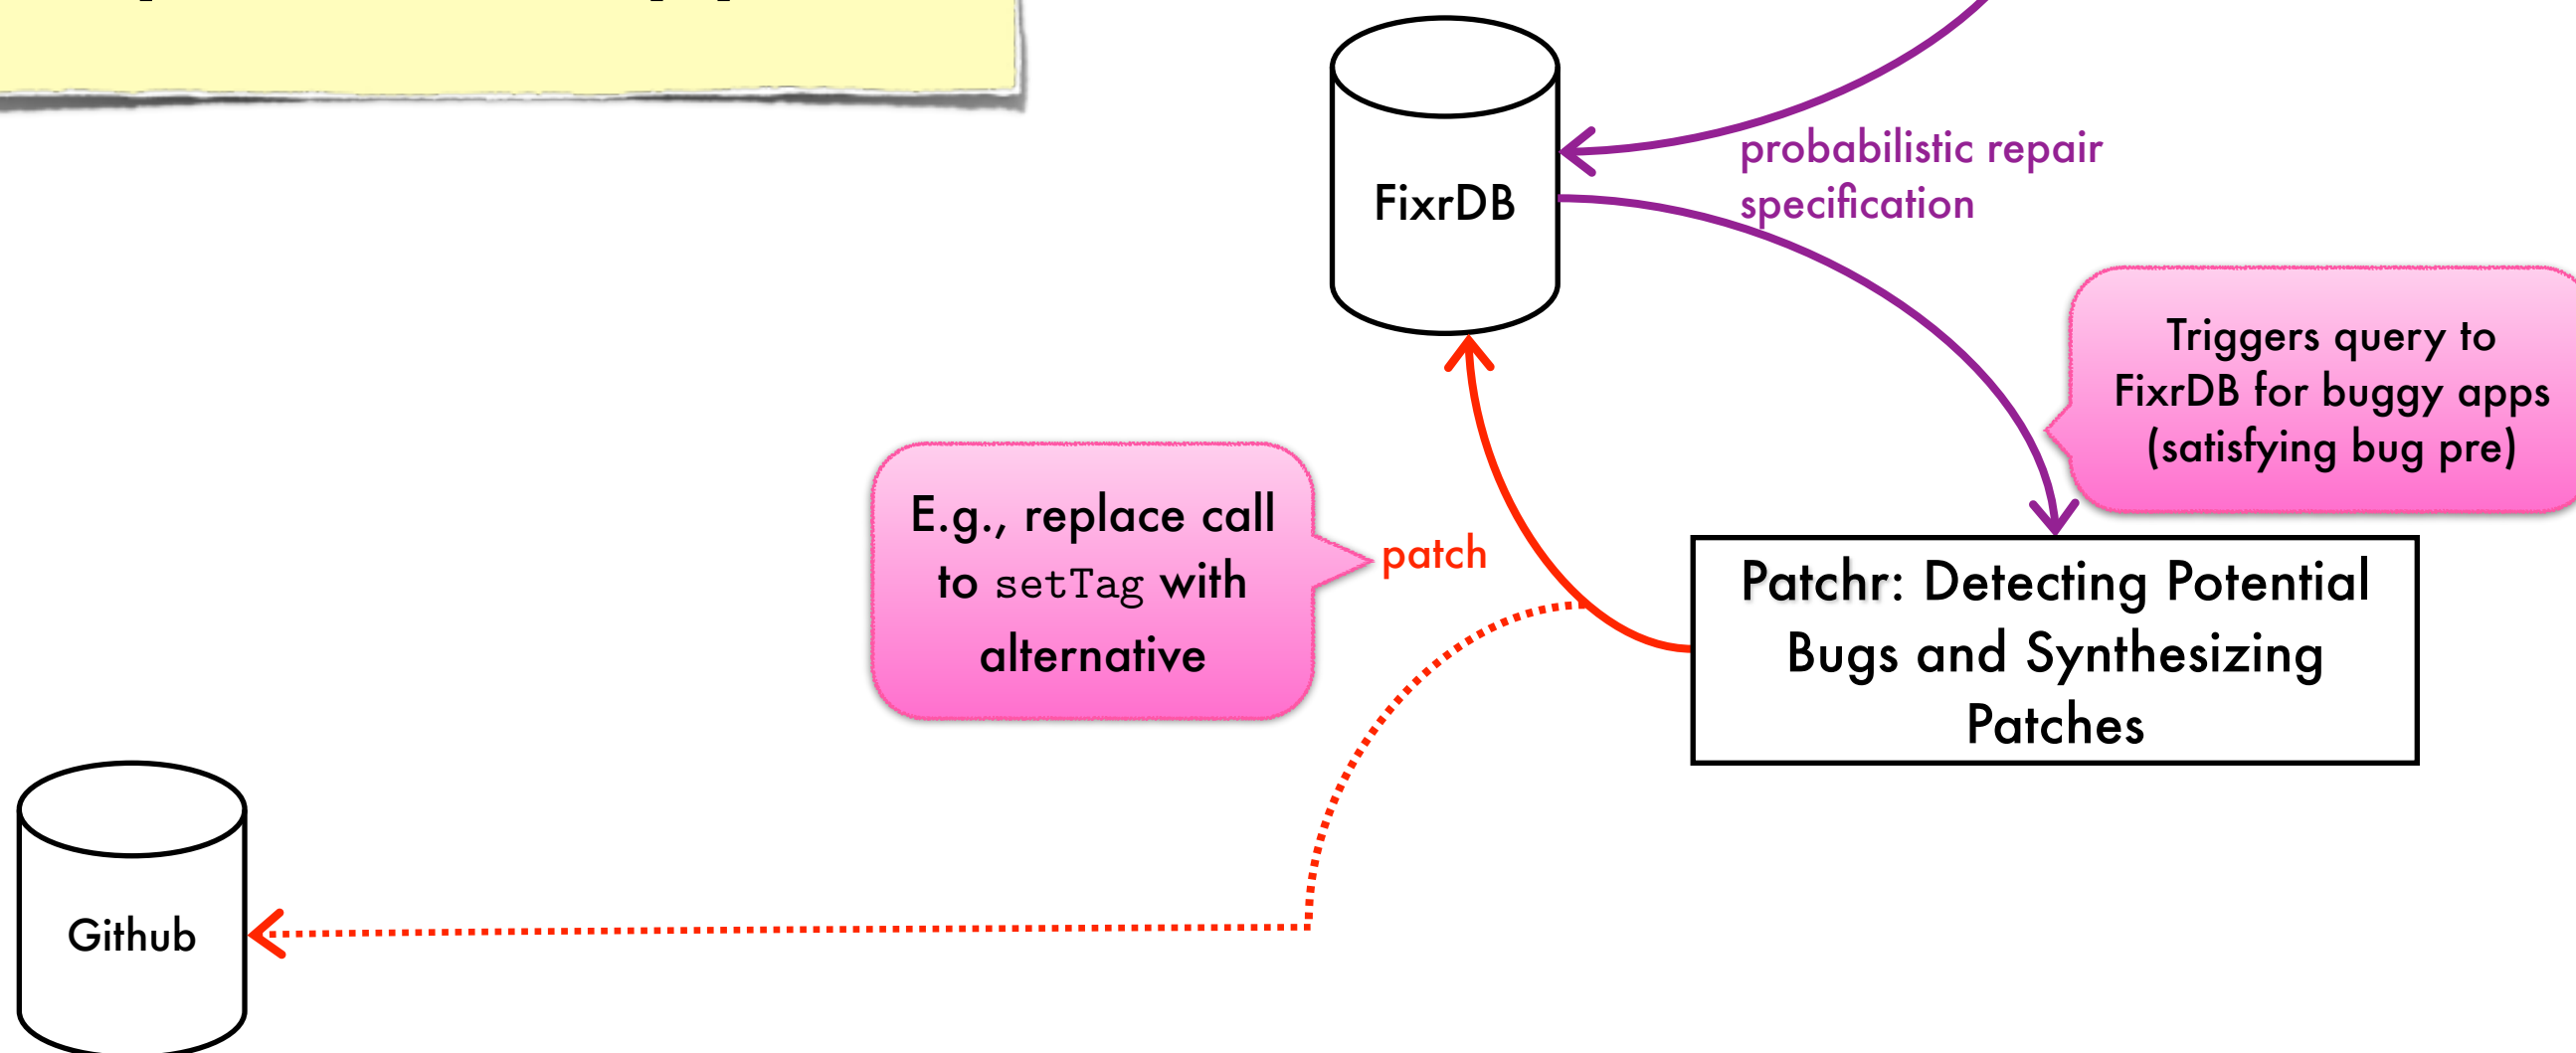 FixrDB
probabilistic repair
specification
Triggers query to
FixrDB for buggy apps
(satisfying bug pre)
E.g., replace call
to setTag with
alternative
patch
Patchr: Detecting Potential
Bugs and Synthesizing
Patches
Github